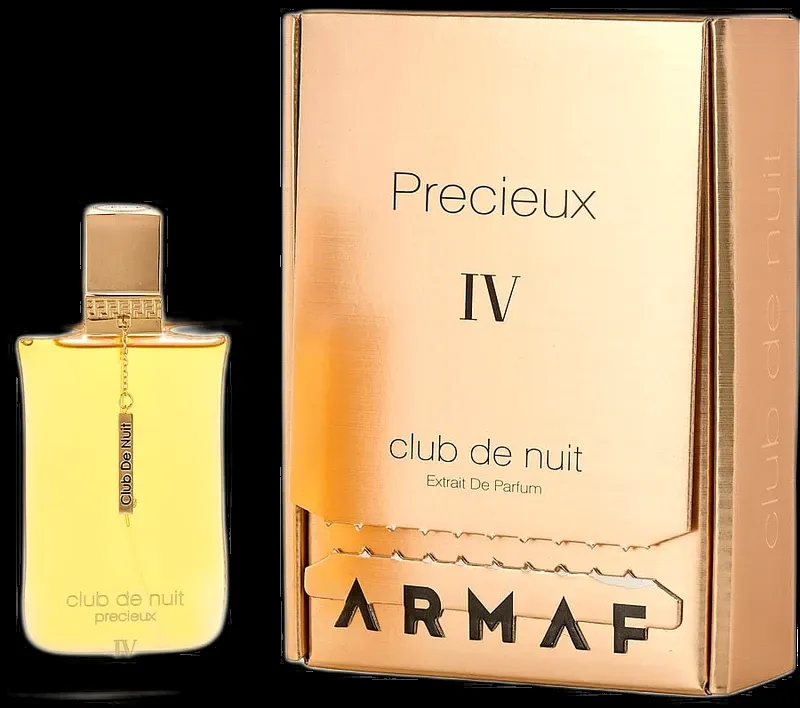 Club De Nuit
club de nuit
precieux
IV
Precieux
IV
club de nuit
Extrait De Parfum
ARMAF
club de nuit